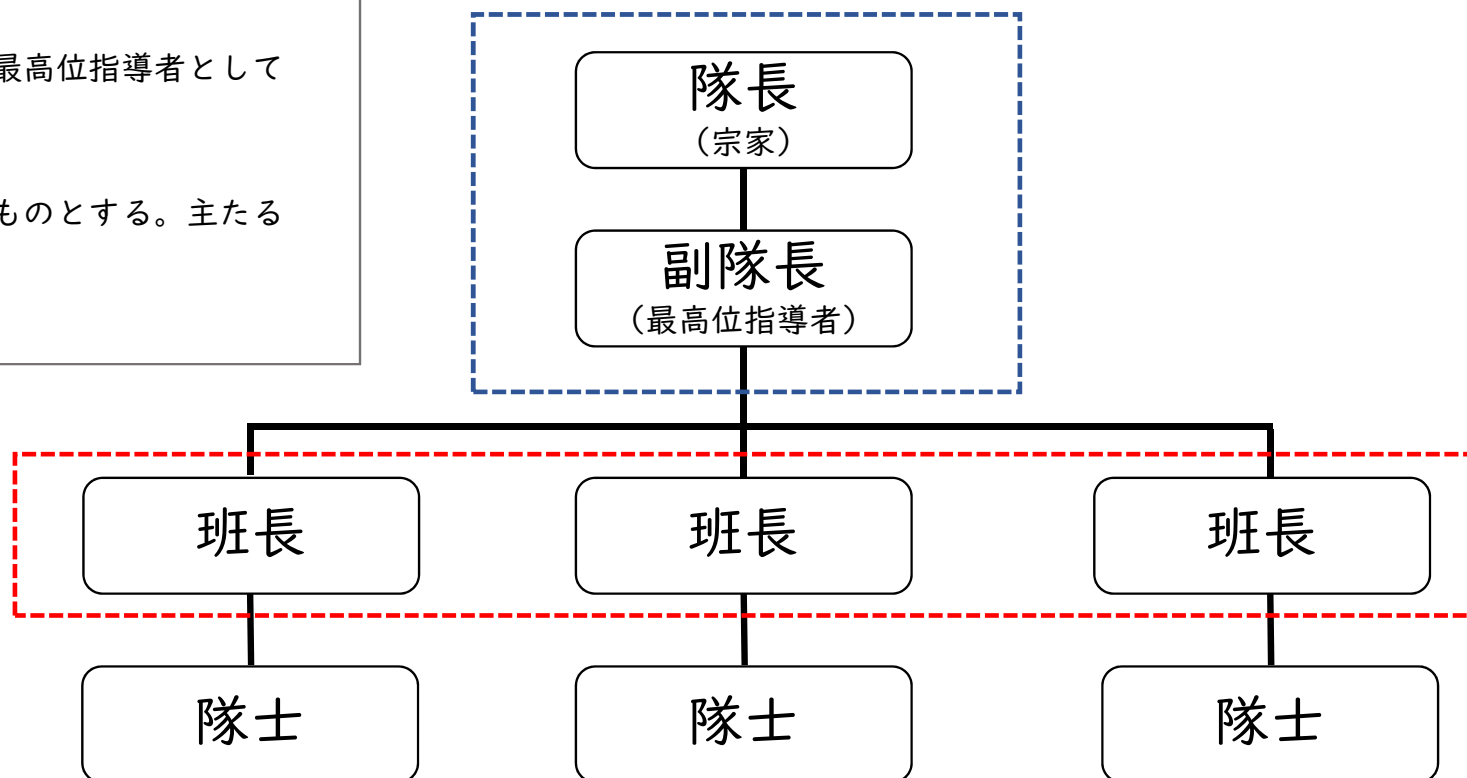 最高位指導者として
ものとする。主たる
隊長
（宗家）
副隊長
（最高位指導者）
班長
班長
班長
隊士
隊士
隊士